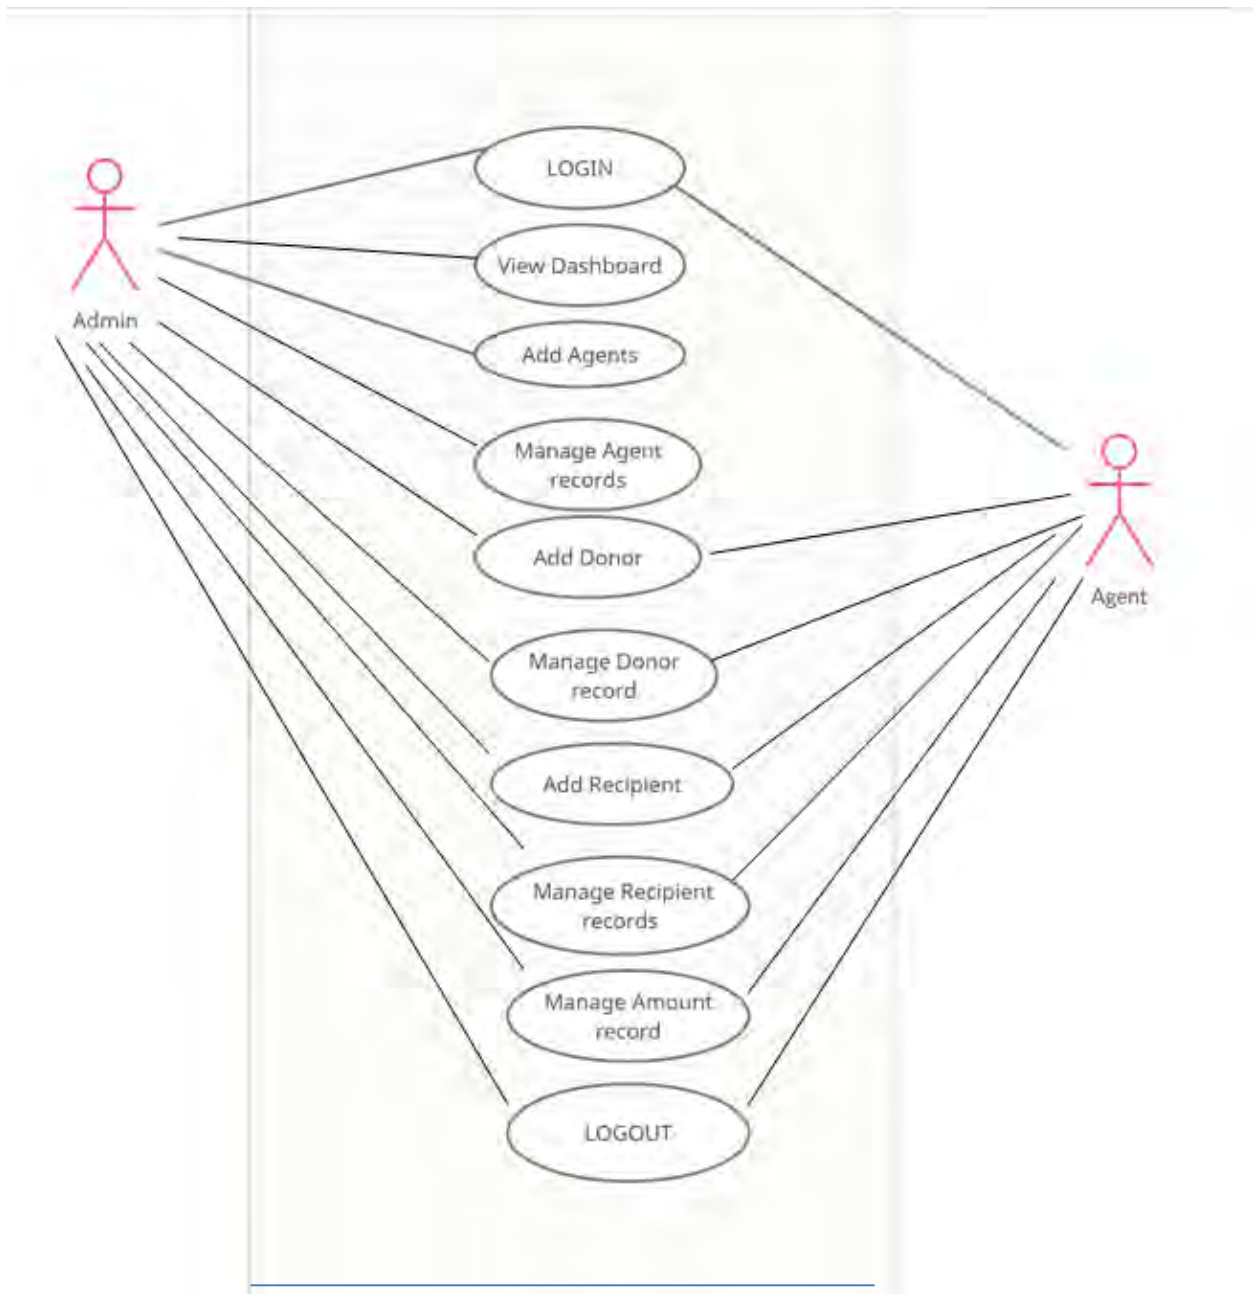 LOGIN
View Dashboard
Admin
Add Agents
Manage Agent
records
Add Donor
Agent
Manage Donor
record
Add Recipient
Manage Recipient
records
Manage Amount
record
LOGOUT